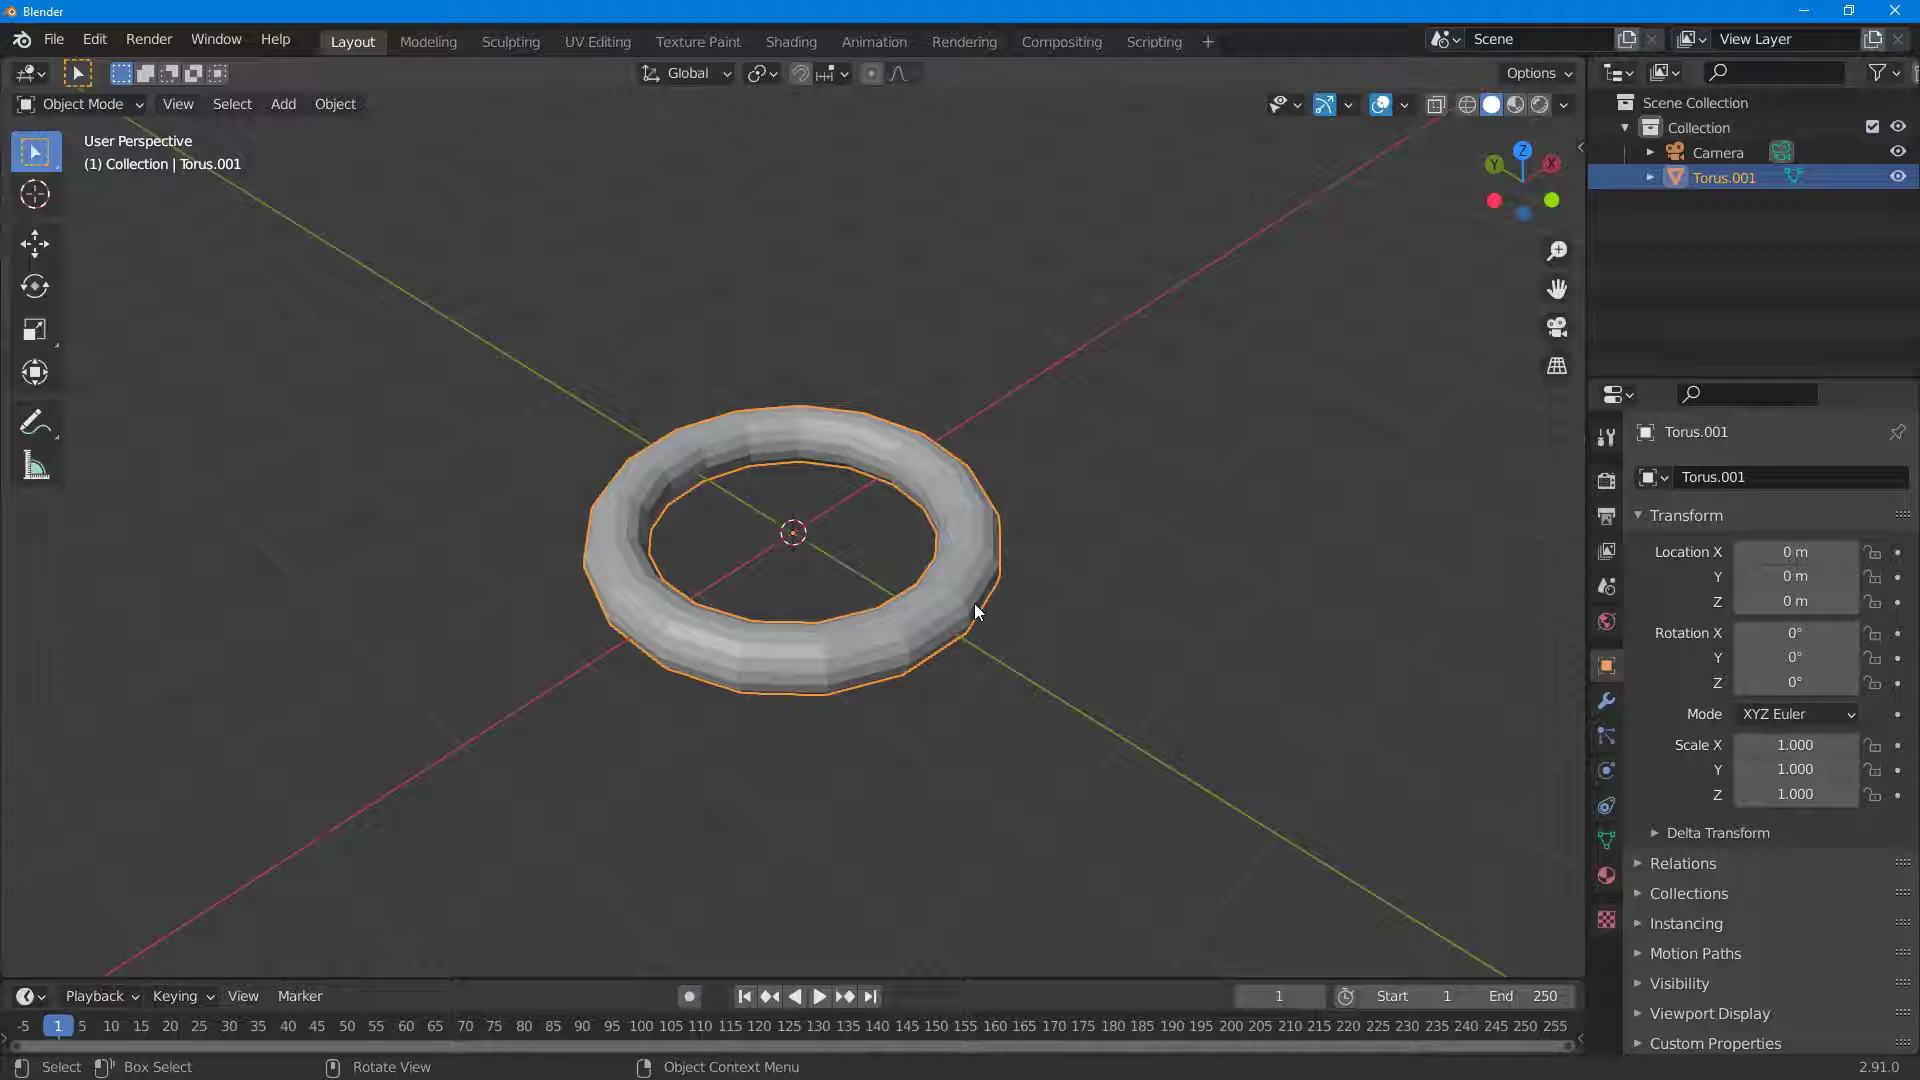 Blender
File Edit Render Window Help Layout Modeling Sculpting UV Editing Texture Paint Shading Animation Rendering Compositing Scripting + Scene View Layer
Global Options
Object Mode View Select Add Object
User Perspective
(1) Collection | Torus.001
Z
Y
X
Scene Collection
Collection
Camera
Torus.001
Torus.001
Torus.001
Transform
Location X 0 m
Y 0 m
Z 0 m
Rotation X 0°
Y 0°
Z 0°
Mode XYZ Euler
Scale X 1.000
Y 1.000
Z 1.000
Delta Transform
Relations
Collections
Instancing
Motion Paths
Visibility
Viewport Display
Custom Properties
Playback Keying View Marker 1 Start 1 End 250
-5 1 5 10 15 20 25 30 35 40 45 50 55 60 65 70 75 80 85 90 95 100 105 110 115 120 125 130 135 140 145 150 155 160 165 170 175 180 185 190 195 200 205 210 215 220 225 230 235 240 245 250 255
Select Box Select Rotate View Object Context Menu 2.91.0